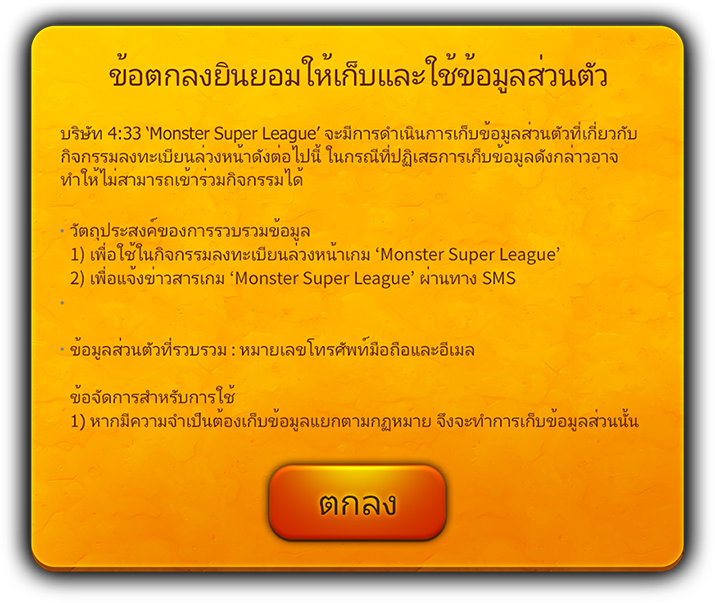 ข้อตกลงยินยอมให้เก็บและใช้ข้อมูลส่วนตัว
บริษัท 4:33 ‘Monster Super League’ จะมีการดำเนินการเก็บข้อมูลส่วนตัวที่เกี่ยวกับ
กิจกรรมลงทะเบียนล่วงหน้าดังต่อไปนี้ ในกรณีที่ปฏิเสธการเก็บข้อมูลดังกล่าวอาจ
ทำให้ไม่สามารถเข้าร่วมกิจกรรมได้
· วัตถุประสงค์ของการรวบรวมข้อมูล
1) เพื่อใช้ในกิจกรรมลงทะเบียนล่วงหน้าเกม ‘Monster Super League’
2) เพื่อแจ้งข่าวสารเกม ‘Monster Super League’ ผ่านทาง SMS
·
· ข้อมูลส่วนตัวที่รวบรวม : หมายเลขโทรศัพท์มือถือและอีเมล
ข้อจัดการสำหรับการใช้
1) หากมีความจำเป็นต้องเก็บข้อมูลแยกตามกฏหมาย จึงจะทำการเก็บข้อมูลส่วนนั้น
ตกลง